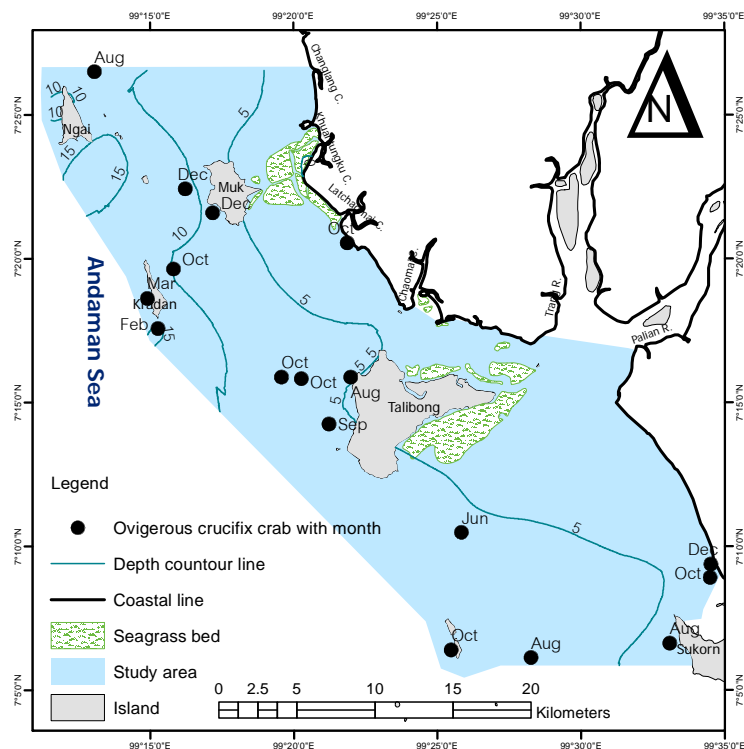 99°15'0"E 99°20'0"E 99°25'0"E 99°30'0"E 99°35'0"E
Aug
Changlang C.
N
10
10
5
7°25'0"N
7°25'0"N
10
Ngai
15
15
Dec
Muk
Dec
Oct
10
7°20'0"N
7°20'0"N
Oct
Mar
Kradan
Feb
15
Andaman Sea
5
Trang R.
Palian R.
Oct
Oct
5
5
Aug
5
Talibong
Sep
7°15'0"N
7°15'0"N
Jun
5
7°10'0"N
7°10'0"N
Dec
Oct
Oct
Aug
Aug
Sukorn
7°5'0"N
7°5'0"N
Legend
Ovigerous crucifix crab with month
Depth countour line
Coastal line
Seagrass bed
Study area
Island
0 2.5 5 10 15 20
Kilometers
99°15'0"E 99°20'0"E 99°25'0"E 99°30'0"E 99°35'0"E